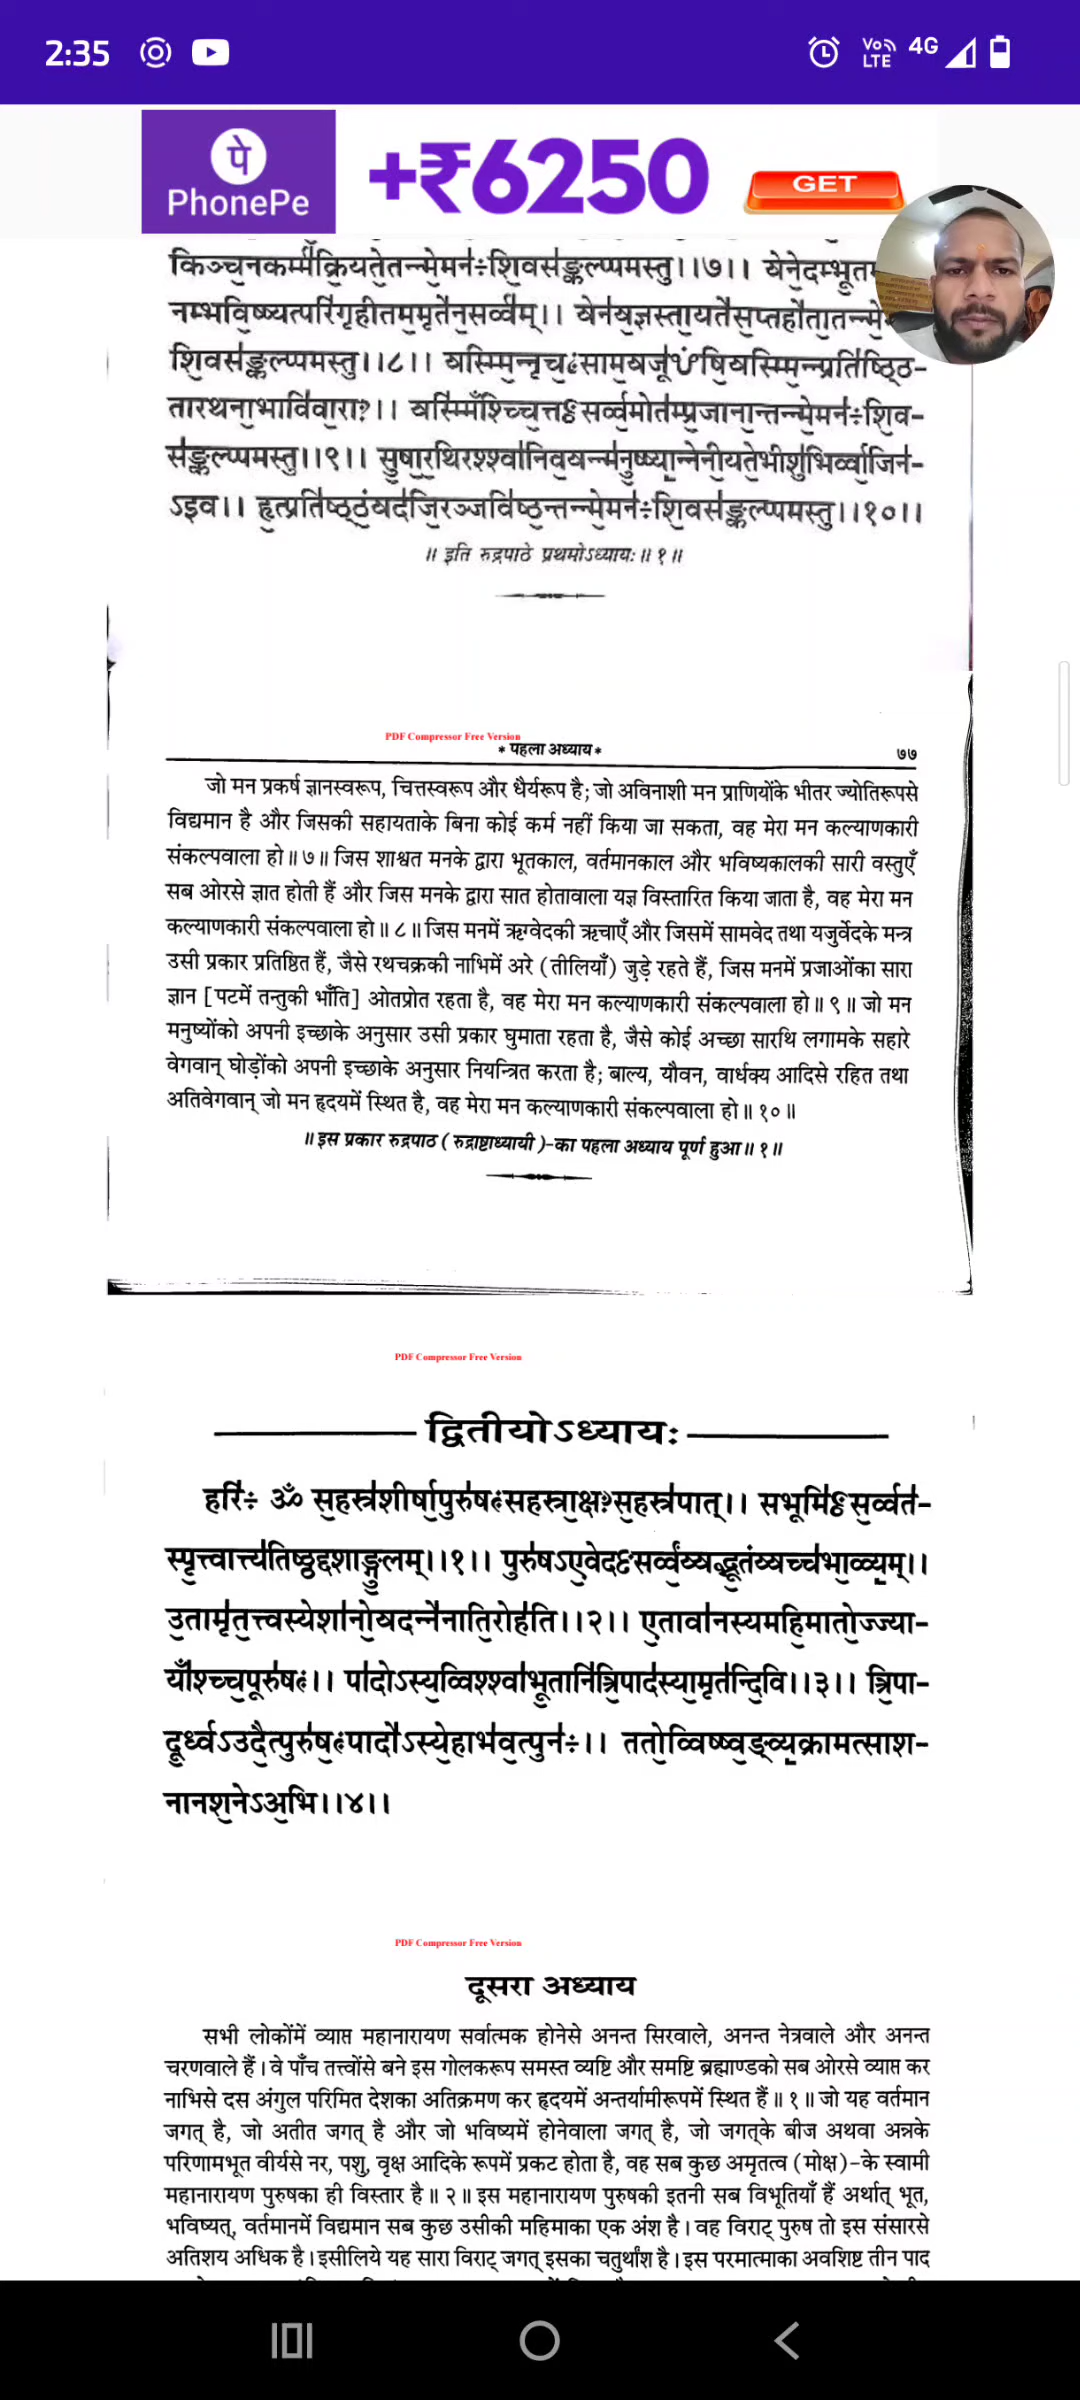 2:35
Vo LTE 4G
पे
PhonePe
+₹6250
GET
किञ्चनकर्म्मक्रियतेतन्न्मेमनः शिवसङ्कल्प्पमस्तु।।७।। येनेदम्भूतम्
नम्भविष्ष्यत्परिगृहीतममृतेनसर्व्वम्।। येनयज्ञस्तायतेसप्तहोतातन्न्मे
शिवसङ्कल्प्पमस्तु।।८।। यस्म्मिन्नृचःसामयजूᳪषियस्म्मिन्न्प्रतिष्ठ्ठि-
तारथनाभाविवाराः।। यस्म्मिँश्चित्तᳪसर्व्वमोतम्प्रजानान्तन्न्मेमनःशिव-
सङ्कल्प्पमस्तु।।९।। सुषारथिरश्श्वानिवयन्न्मनुष्ष्यान्नेनीयतेभीशुभिर्व्वाजिन-
ऽइव।। हृत्प्रतिष्ठ्ठंयदजिरञ्जविष्ठन्तन्न्मेमनःशिवसङ्कल्प्पमस्तु।।१०।।
॥ इति रुद्रपाठे प्रथमोऽध्यायः ॥ १ ॥
PDF Compressor Free Version
* पहला अध्याय *
७७
जो मन प्रकर्ष ज्ञानस्वरूप, चित्तस्वरूप और धैर्यरूप है; जो अविनाशी मन प्राणियोंके भीतर ज्योतिरूपसे
विद्यमान है और जिसकी सहायताके बिना कोई कर्म नहीं किया जा सकता, वह मेरा मन कल्याणकारी
संकल्पवाला हो ॥ ७ ॥ जिस शाश्वत मनके द्वारा भूतकाल, वर्तमानकाल और भविष्यकालकी सारी वस्तुएँ
सब ओरसे ज्ञात होती हैं और जिस मनके द्वारा सात होतावाला यज्ञ विस्तारित किया जाता है, वह मेरा मन
कल्याणकारी संकल्पवाला हो ॥ ८ ॥ जिस मनमें ऋग्वेदकी ऋचाएँ और जिसमें सामवेद तथा यजुर्वेदके मन्त्र
उसी प्रकार प्रतिष्ठित हैं, जैसे रथचक्रकी नाभिमें अरे (तीलियाँ) जुड़े रहते हैं, जिस मनमें प्रजाओंका सारा
ज्ञान [पटमें तन्तुकी भाँति] ओतप्रोत रहता है, वह मेरा मन कल्याणकारी संकल्पवाला हो ॥ ९ ॥ जो मन
मनुष्योंको अपनी इच्छाके अनुसार उसी प्रकार घुमाता रहता है, जैसे कोई अच्छा सारथि लगामके सहारे
वेगवान् घोड़ोंको अपनी इच्छाके अनुसार नियन्त्रित करता है; बाल्य, यौवन, वार्धक्य आदिसे रहित तथा
अतिवेगवान् जो मन हृदयमें स्थित है, वह मेरा मन कल्याणकारी संकल्पवाला हो ॥ १० ॥
॥ इस प्रकार रुद्रपाठ ( रुद्राष्टाध्यायी )-का पहला अध्याय पूर्ण हुआ ॥ १ ॥
PDF Compressor Free Version
द्वितीयोऽध्यायः
हरिः ॐ सहस्रशीर्षापुरुषःसहस्राक्षःसहस्रपात्।। सभूमिᳪसर्व्वत-
स्पृत्त्वात्त्यतिष्ठ्ठद्दशाङ्गुलम्।।१।। पुरुषऽएवेदᳪसर्व्वंय्यद्भूतंय्यच्चभाव्यम्।।
उतामृतत्त्वस्येशानोयदन्नेनातिरोहति।।२।। एतावानस्यमहिमातोज्ज्या-
याँश्च्चपूरुषः।। पादोऽस्यव्विश्श्वाभूतानित्रिपादस्यामृतन्दिवि।।३।। त्रिपा-
दूर्ध्वऽउदैत्पुरुषःपादोऽस्येहाभवत्पुनः।। ततोव्विष्ष्वङ्व्यक्रामत्साश-
नानशनेऽअभि।।४।।
PDF Compressor Free Version
दूसरा अध्याय
सभी लोकोंमें व्याप्त महानारायण सर्वात्मक होनेसे अनन्त सिरवाले, अनन्त नेत्रवाले और अनन्त
चरणवाले हैं। वे पाँच तत्त्वोंसे बने इस गोलकरूप समस्त व्यष्टि और समष्टि ब्रह्माण्डको सब ओरसे व्याप्त कर
नाभिसे दस अंगुल परिमित देशका अतिक्रमण कर हृदयमें अन्तर्यामीरूपमें स्थित हैं ॥ १ ॥ जो यह वर्तमान
जगत् है, जो अतीत जगत् है और जो भविष्यमें होनेवाला जगत् है, जो जगत्के बीज अथवा अन्नके
परिणामभूत वीर्यसे नर, पशु, वृक्ष आदिके रूपमें प्रकट होता है, वह सब कुछ अमृतत्व (मोक्ष)-के स्वामी
महानारायण पुरुषका ही विस्तार है ॥ २ ॥ इस महानारायण पुरुषकी इतनी सब विभूतियाँ हैं अर्थात् भूत,
भविष्यत्, वर्तमानमें विद्यमान सब कुछ उसीकी महिमाका एक अंश है। वह विराट् पुरुष तो इस संसारसे
अतिशय अधिक है। इसीलिये यह सारा विराट् जगत् इसका चतुर्थांश है। इस परमात्माका अवशिष्ट तीन पाद